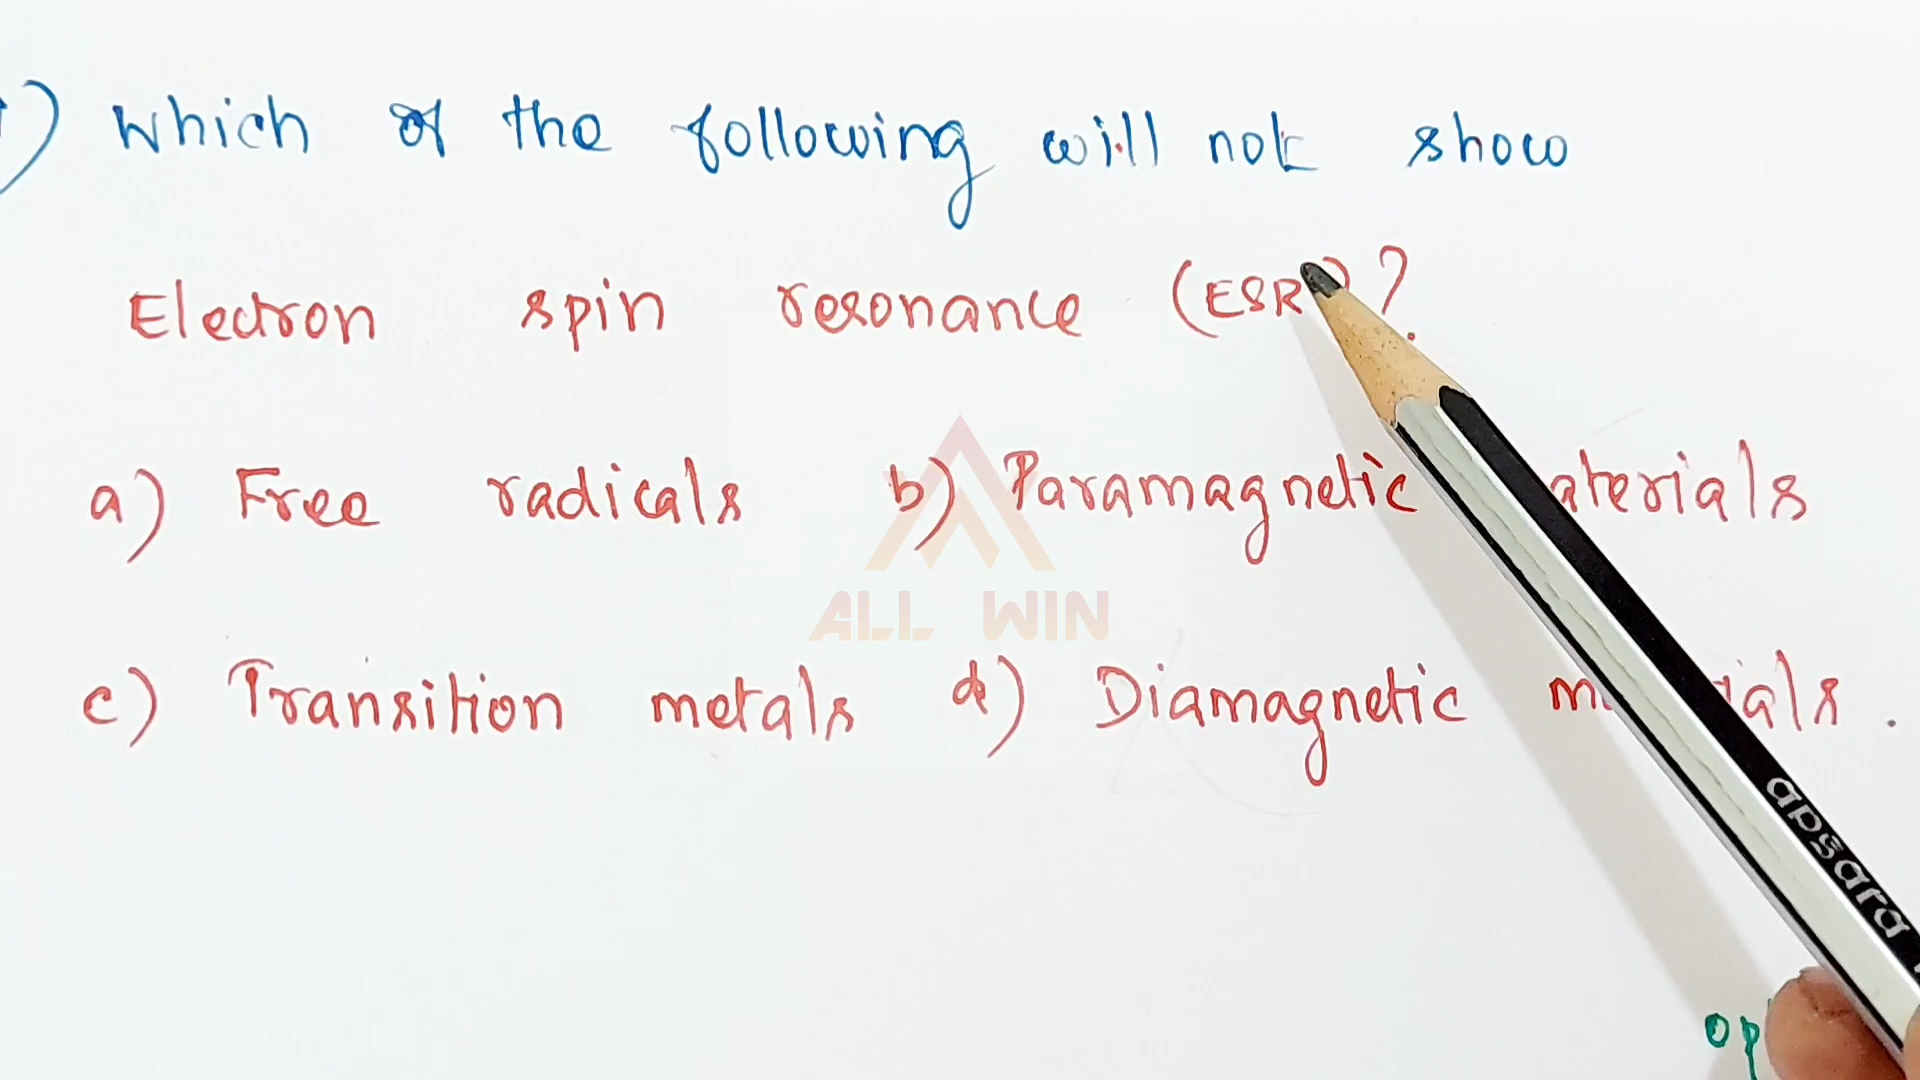 ) Which of the following will not show
Electron spin resonance (ESR)?
a) Free radicals b) Paramagnetic aterials
c) Transition metals d) Diamagnetic
ALL WIN
apsara
op